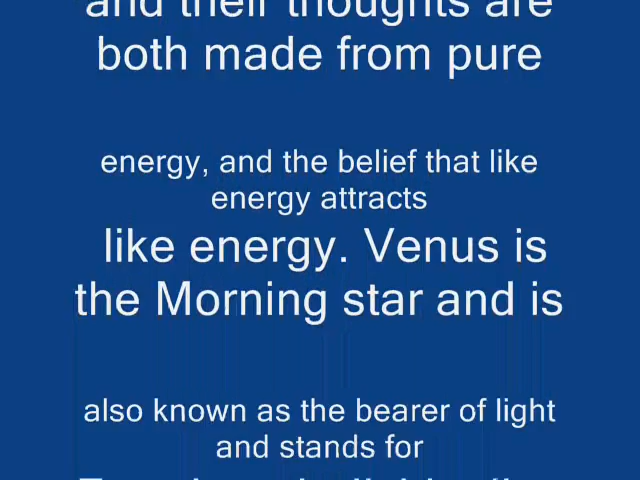 and their thoughts are
both made from pure
energy, and the belief that like
energy attracts
like energy. Venus is
the Morning star and is
also known as the bearer of light
and stands for